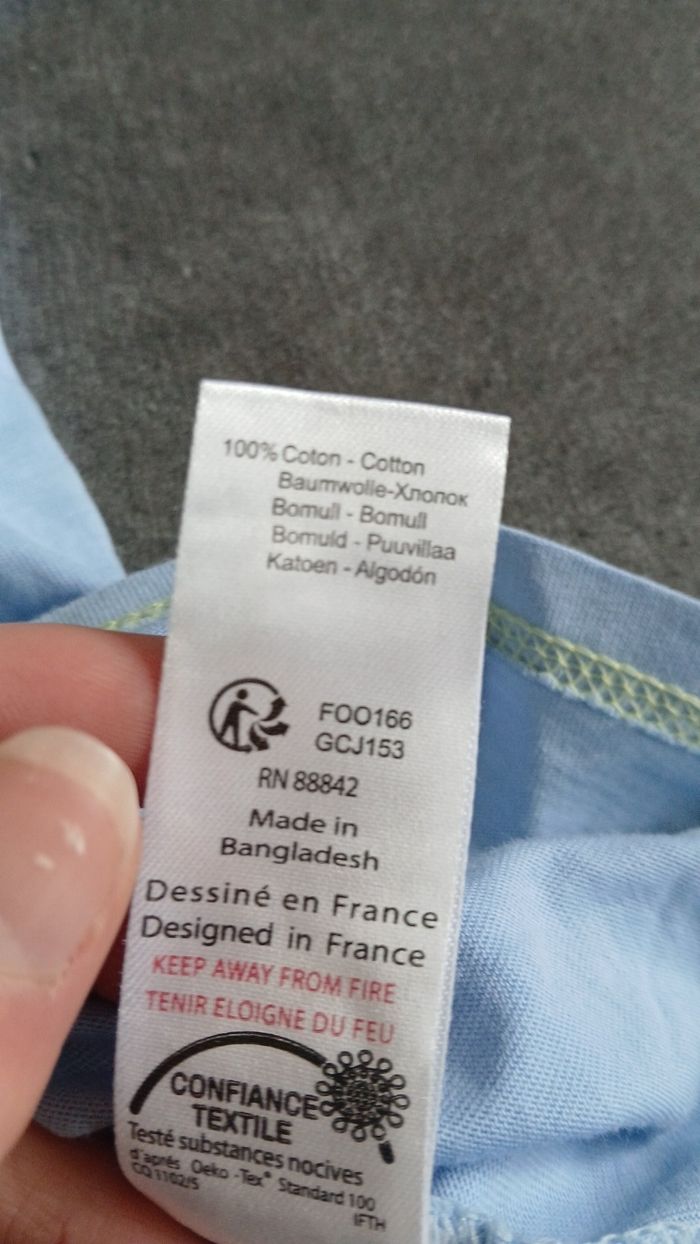 100% Coton - Cotton
Baumwolle-Хлопок
Bomull - Bomull
Bomuld - Puuvillaa
Katoen - Algodón
FOO166
GCJ153
RN 88842
Made in
Bangladesh
Dessiné en France
Designed in France
KEEP AWAY FROM FIRE
TENIR ELOIGNE DU FEU
CONFIANCE
TEXTILE
Testé substances nocives
d'aprés Oeko-Tex® Standard 100
CQ 1102/5 IFTH